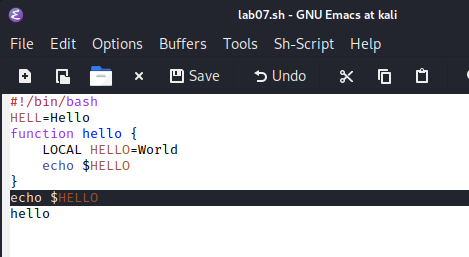 lab07.sh - GNU Emacs at kali
File Edit Options Buffers Tools Sh-Script Help
Save Undo
#!/bin/bash
HELL=Hello
function hello {
    LOCAL HELLO=World
    echo $HELLO
}
echo $HELLO
hello